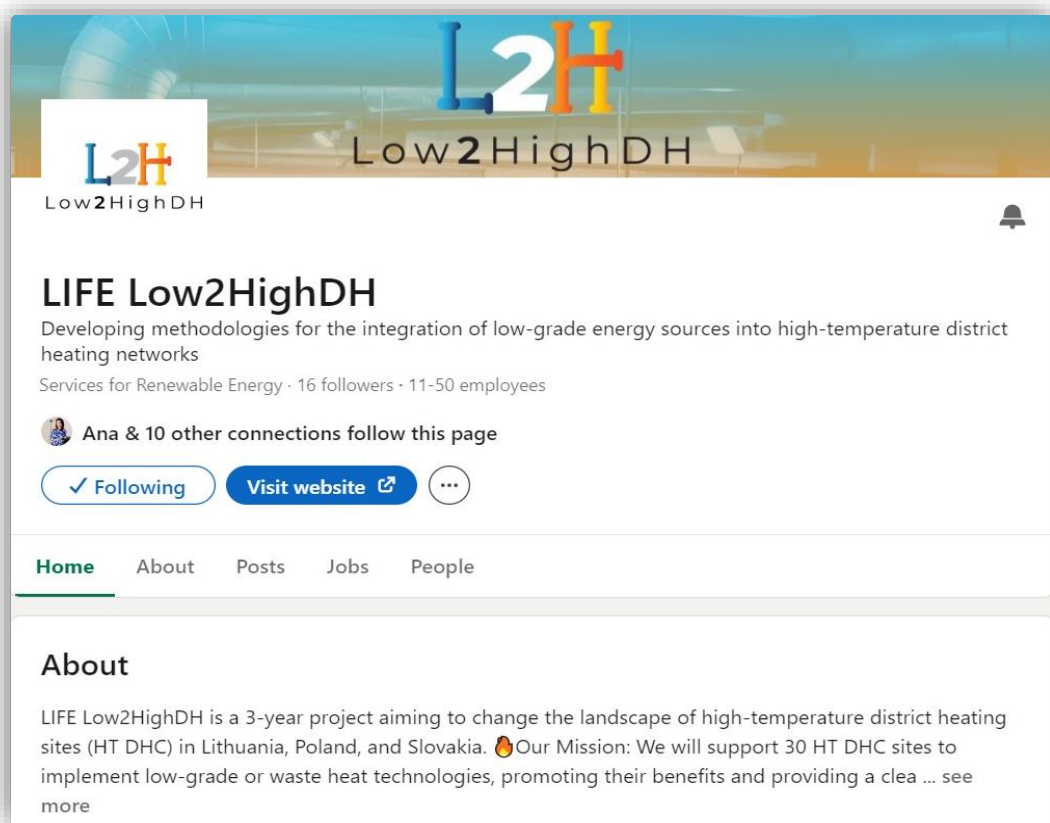 L2H
Low2HighDH
L2H
Low2HighDH
LIFE Low2HighDH
Developing methodologies for the integration of low-grade energy sources into high-temperature district
heating networks
Services for Renewable Energy · 16 followers · 11-50 employees
Ana & 10 other connections follow this page
✓ Following
Visit website
Home About Posts Jobs People
About
LIFE Low2HighDH is a 3-year project aiming to change the landscape of high-temperature district heating
sites (HT DHC) in Lithuania, Poland, and Slovakia. 🔥Our Mission: We will support 30 HT DHC sites to
implement low-grade or waste heat technologies, promoting their benefits and providing a clea ... see
more